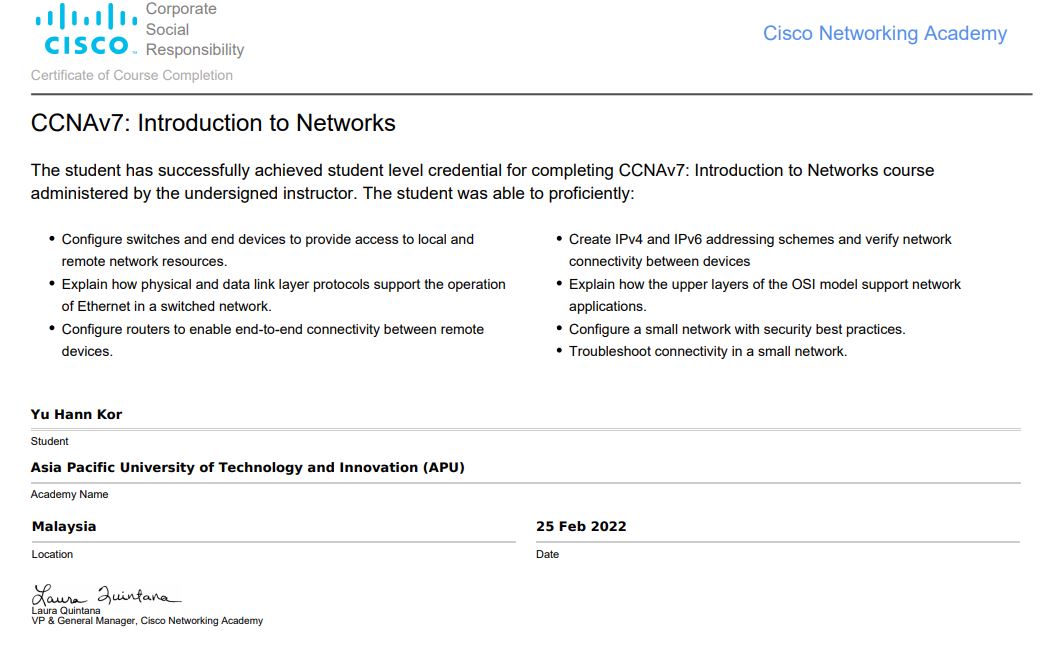 Corporate
Social
CISCO™ Responsibility
Cisco Networking Academy
Certificate of Course Completion
CCNAv7: Introduction to Networks
The student has successfully achieved student level credential for completing CCNAv7: Introduction to Networks course
administered by the undersigned instructor. The student was able to proficiently:
• Configure switches and end devices to provide access to local and
remote network resources.
• Explain how physical and data link layer protocols support the operation
of Ethernet in a switched network.
• Configure routers to enable end-to-end connectivity between remote
devices.
• Create IPv4 and IPv6 addressing schemes and verify network
connectivity between devices
• Explain how the upper layers of the OSI model support network
applications.
• Configure a small network with security best practices.
• Troubleshoot connectivity in a small network.
Yu Hann Kor
Student
Asia Pacific University of Technology and Innovation (APU)
Academy Name
Malaysia
Location
25 Feb 2022
Date
Laura Quintana
Laura Quintana
VP & General Manager, Cisco Networking Academy